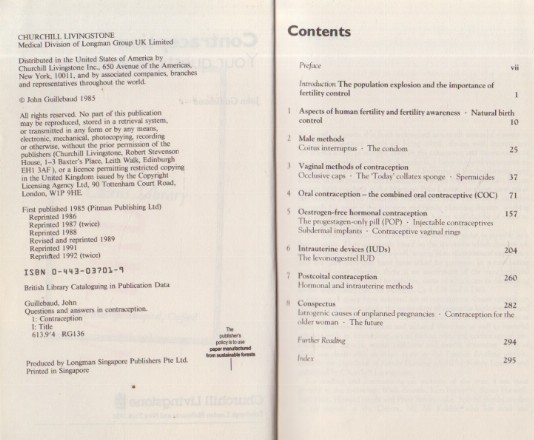 CHURCHILL LIVINGSTONE
Medical Division of Longman Group UK Limited
Distributed in the United States of America by
Churchill Livingstone Inc., 650 Avenue of the Americas,
New York, 10011, and by associated companies, branches
and representatives throughout the world.
© John Guillebaud 1985
All rights reserved. No part of this publication
may be reproduced, stored in a retrieval system,
or transmitted in any form or by any means,
electronic, mechanical, photocopying, recording
or otherwise, without the prior permission of the
publishers (Churchill Livingstone, Robert Stevenson
House, 1-3 Baxter's Place, Leith Walk, Edinburgh
EH1 3AF), or a licence permitting restricted copying
in the United Kingdom issued by the Copyright
Licensing Agency Ltd, 90 Tottenham Court Road,
London, W1P 9HE
First published 1985 (Pitman Publishing Ltd)
Reprinted 1986
Reprinted 1987 (twice)
Reprinted 1988
Revised and reprinted 1989
Reprinted 1991
Reprinted 1992 (twice)
ISBN 0-443-03701-9
British Library Cataloguing in Publication Data
Guillebaud, John
Questions and answers in contraception.
1: Contraception
I: Title
613.9'4 RG136
The
publisher's
policy is to use
paper manufactured
from sustainable forests
Produced by Longman Singapore Publishers Pte Ltd.
Printed in Singapore
Contents
Preface vii
Introduction The population explosion and the importance of
fertility control 1
1 Aspects of human fertility and fertility awareness · Natural birth
control 10
2 Male methods
Coitus interruptus · The condom 25
3 Vaginal methods of contraception
Occlusive caps · The 'Today' collatex sponge · Spermicides 37
4 Oral contraception – the combined oral contraceptive (COC) 71
5 Oestrogen-free hormonal contraception 157
The progestagen-only pill (POP) · Injectable contraceptives
Subdermal implants · Contraceptive vaginal rings
6 Intrauterine devices (IUDs) 204
The levonorgestrel IUD
7 Postcoital contraception 260
Hormonal and intrauterine methods
8 Conspectus 282
Iatrogenic causes of unplanned pregnancies · Contraception for the
older woman · The future
Further Reading 294
Index 295